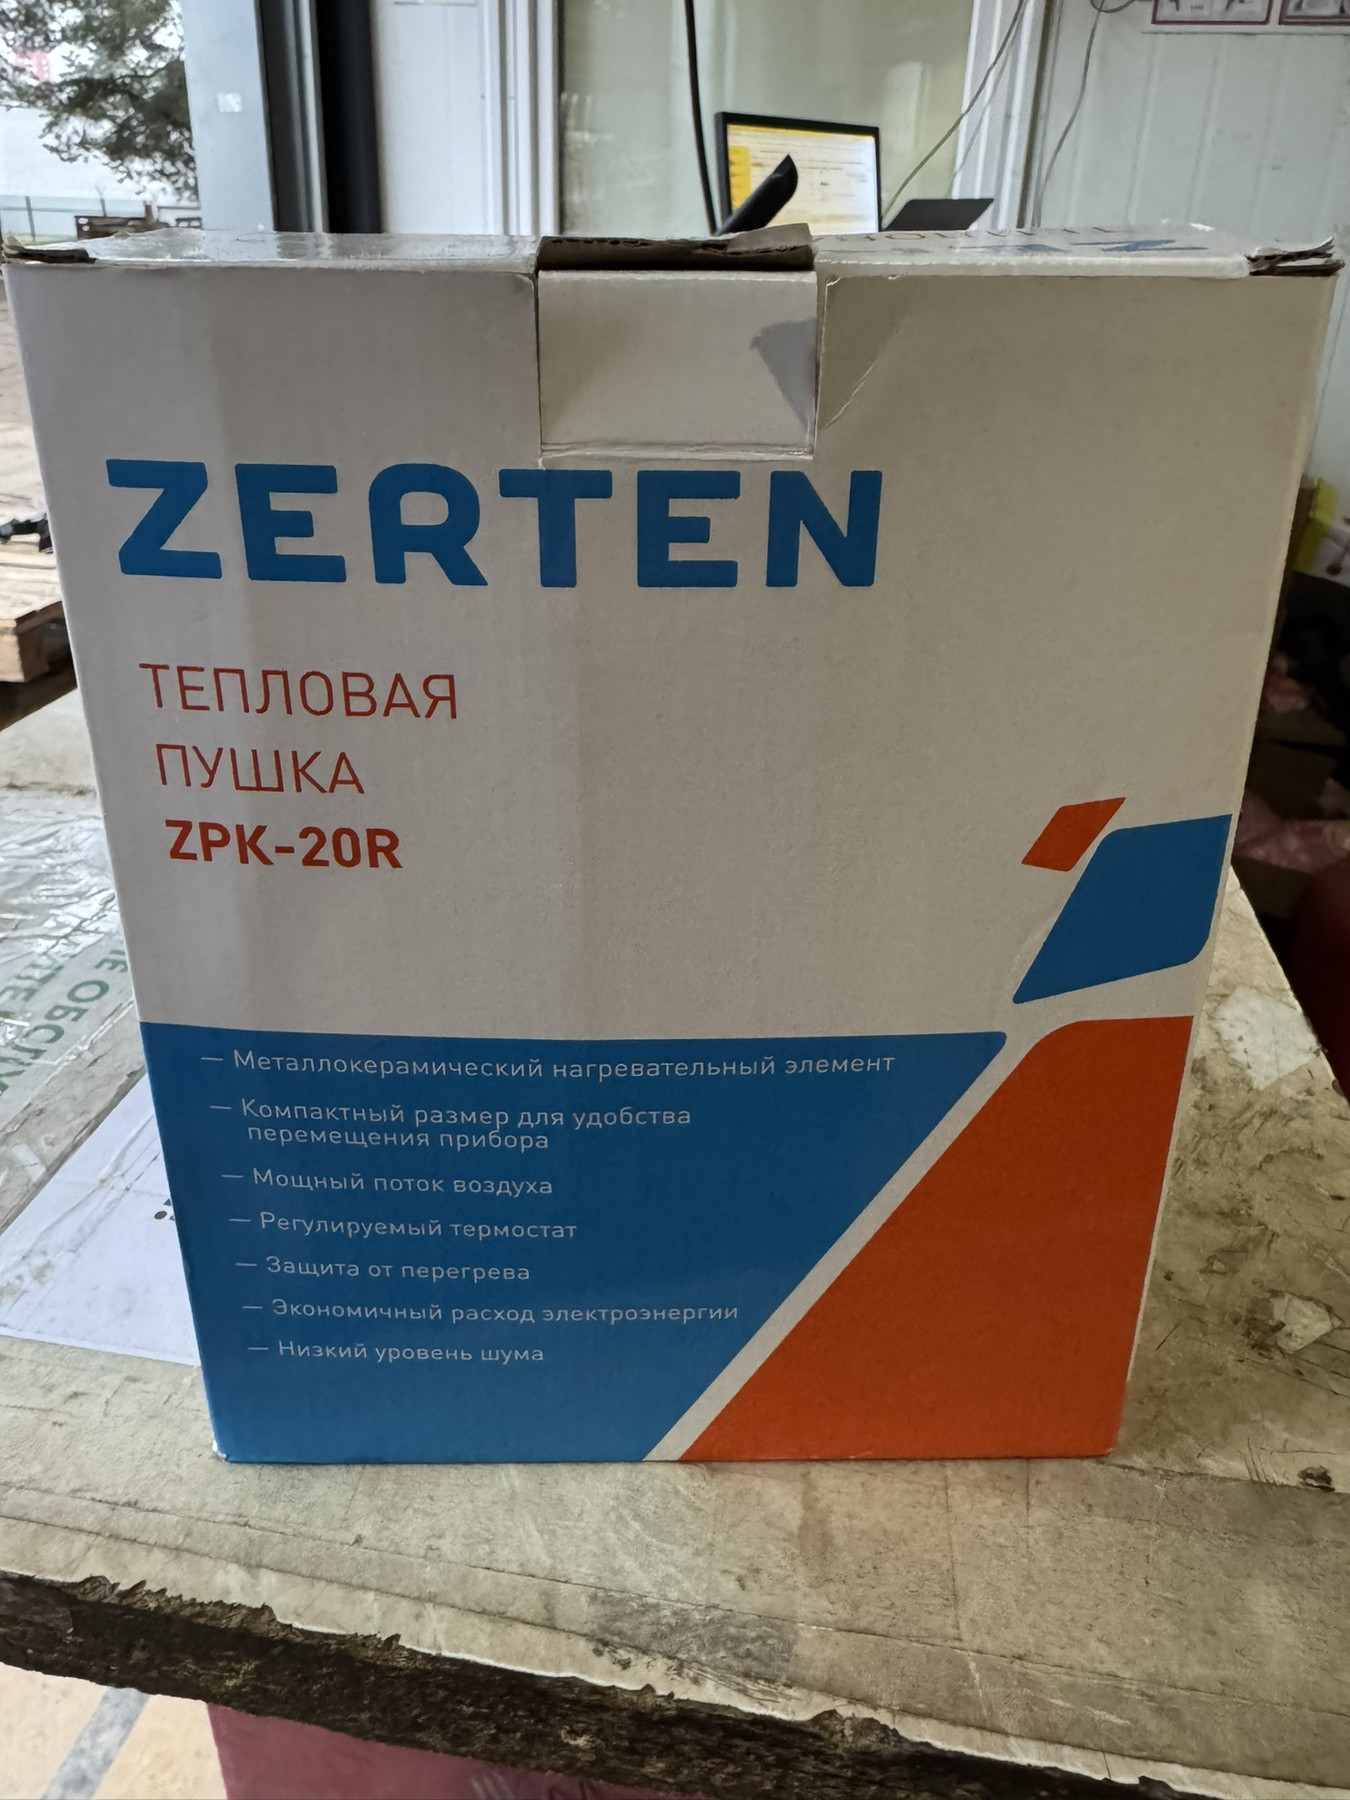 ZERTEN
ТЕПЛОВАЯ
ПУШКА
ZPK-20R
— Металлокерамический нагревательный элемент
— Компактный размер для удобства
перемещения прибора
— Мощный поток воздуха
— Регулируемый термостат
— Защита от перегрева
— Экономичный расход электроэнергии
— Низкий уровень шума